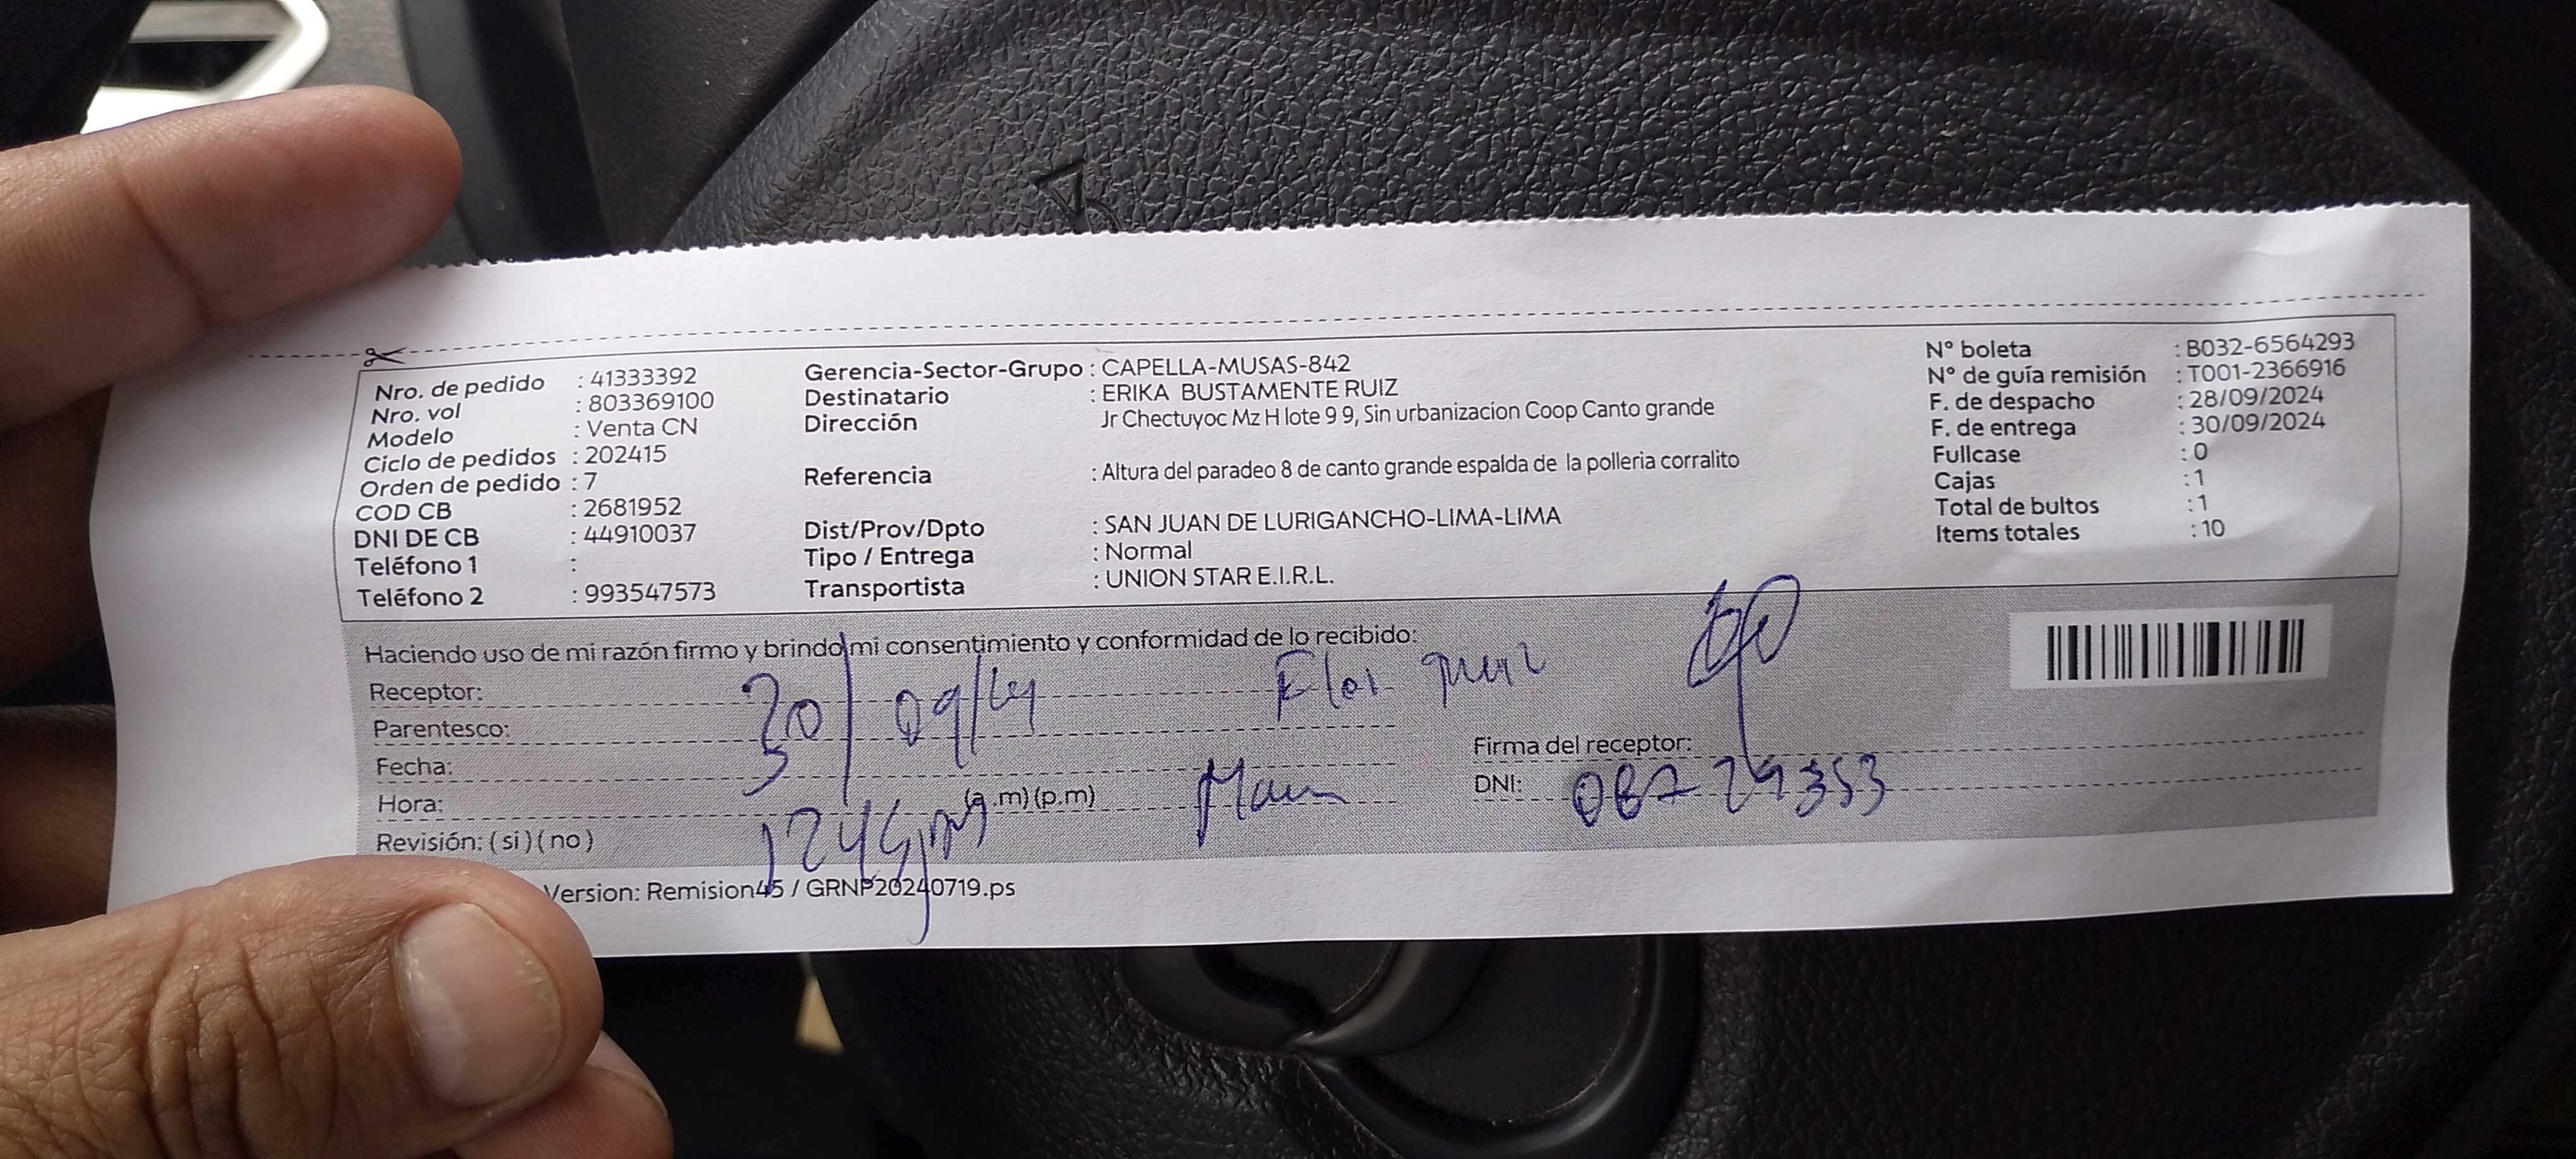 Nro. de pedido : 41333392
Nro. vol : 803369100
Modelo : Venta CN
Ciclo de pedidos : 202415
Orden de pedido : 7
COD CB : 2681952
DNI DE CB : 44910037
Teléfono 1 :
Teléfono 2 : 993547573
Gerencia-Sector-Grupo : CAPELLA-MUSAS-842
Destinatario : ERIKA BUSTAMENTE RUIZ
Dirección Jr Chectuyoc Mz H lote 9 9, Sin urbanizacion Coop Canto grande
Referencia : Altura del paradeo 8 de canto grande espalda de la polleria corralito
Dist/Prov/Dpto : SAN JUAN DE LURIGANCHO-LIMA-LIMA
Tipo / Entrega : Normal
Transportista : UNION STAR E.I.R.L.
N° boleta : B032-6564293
N° de guía remisión : T001-2366916
F. de despacho : 28/09/2024
F. de entrega : 30/09/2024
Fullcase : 0
Cajas : 1
Total de bultos : 1
Items totales : 10
Haciendo uso de mi razón firmo y brindo mi consentimiento y conformidad de lo recibido:
Receptor:
Parentesco:
Fecha: 30/09/24
Hora: (a.m) (p.m)
Revisión: (si) (no)
Firma del receptor:
DNI: 08729353
Version: Remision45 / GRNP20240719.ps